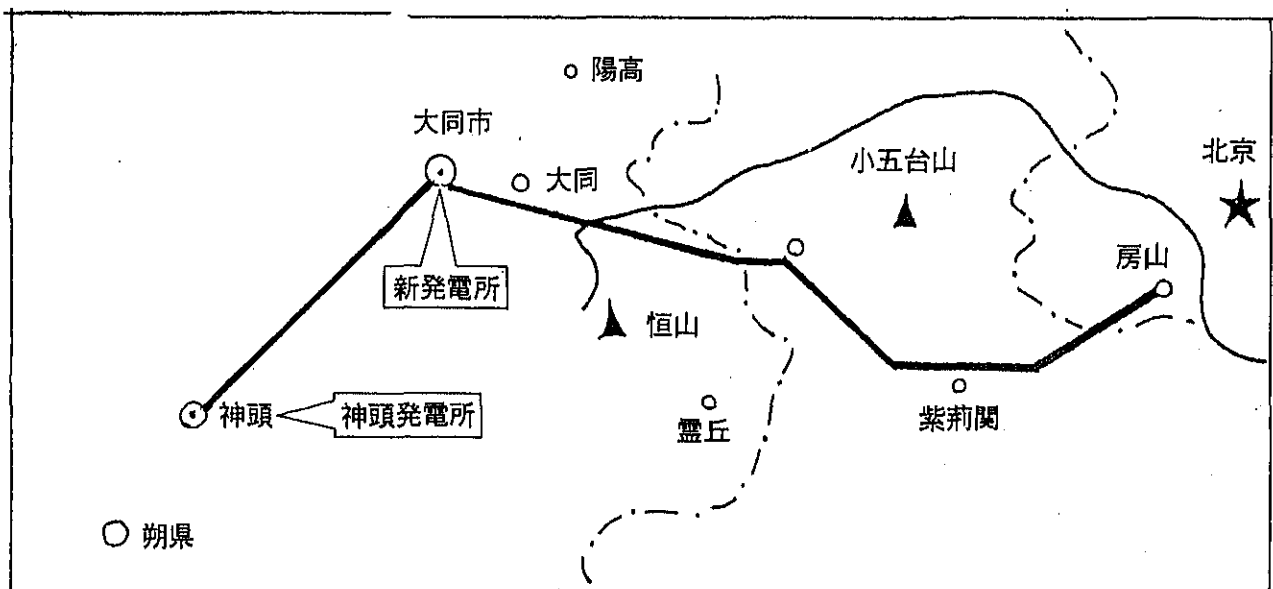 陽高
大同市
大同
小五台山
北京
房山
新発電所
恒山
神頭
神頭発電所
霊丘
紫荊関
朔県